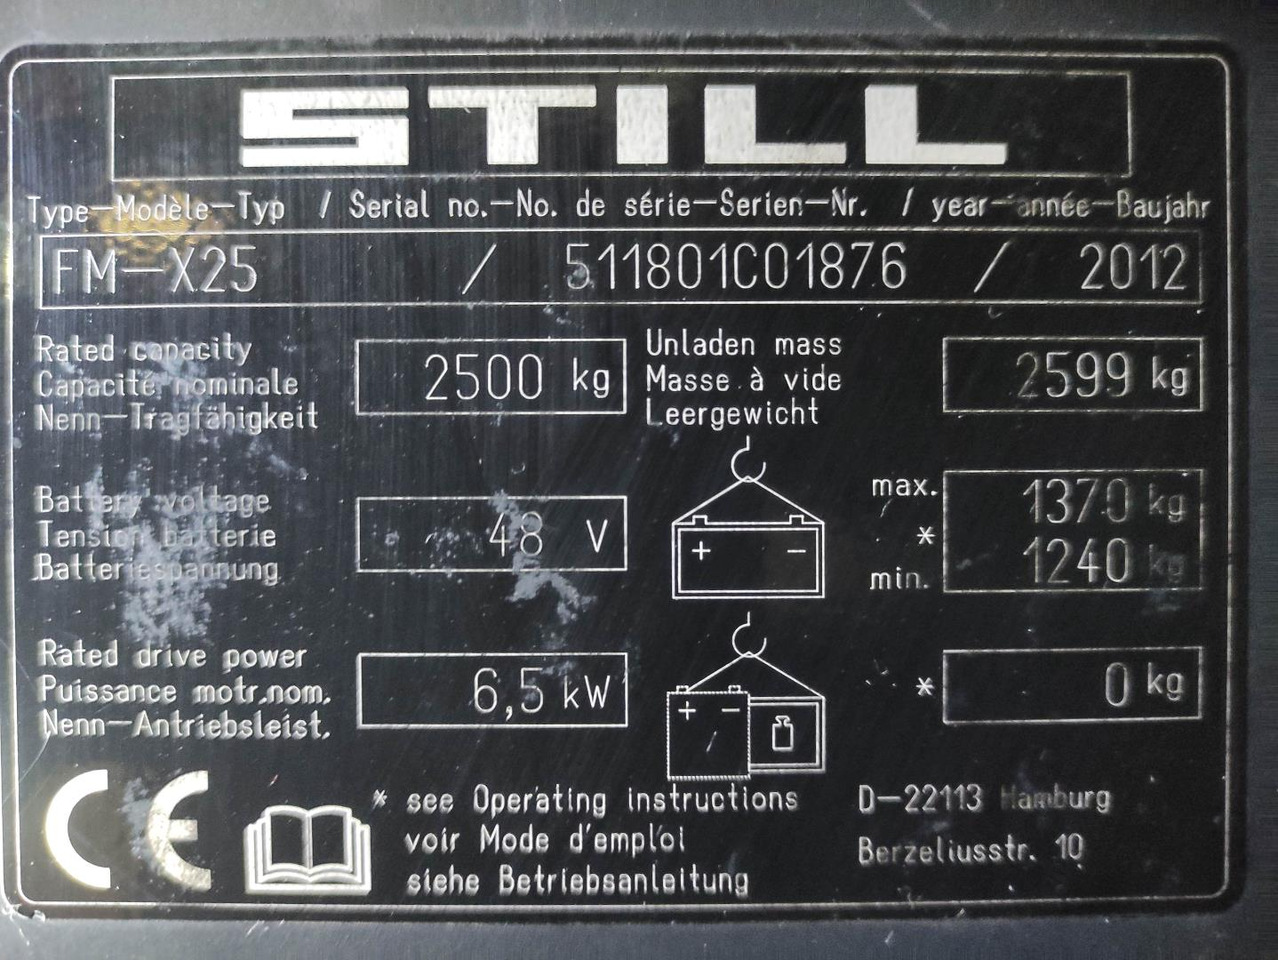 STILL
Type-Modèle-Typ / Serial no.-No. de série-Serien-Nr. / year-année-Baujahr
FM-X25 / 511801C01876 / 2012
Rated capacity
Capacité nominale
Nenn-Tragfähigkeit
2500 kg
Unladen mass
Masse à vide
Leergewicht
2599 kg
Battery voltage
Tension batterie
Batteriespannung
48 V
+ -
max.
*
min.
1370 kg
1240 kg
Rated drive power
Puissance motr.nom.
Nenn-Antriebsleist.
6,5 kW
+ -
* 0 kg
CE
* see Operating instructions
voir Mode d'emploi
siehe Betriebsanleitung
D-22113 Hamburg
Berzeliusstr. 10